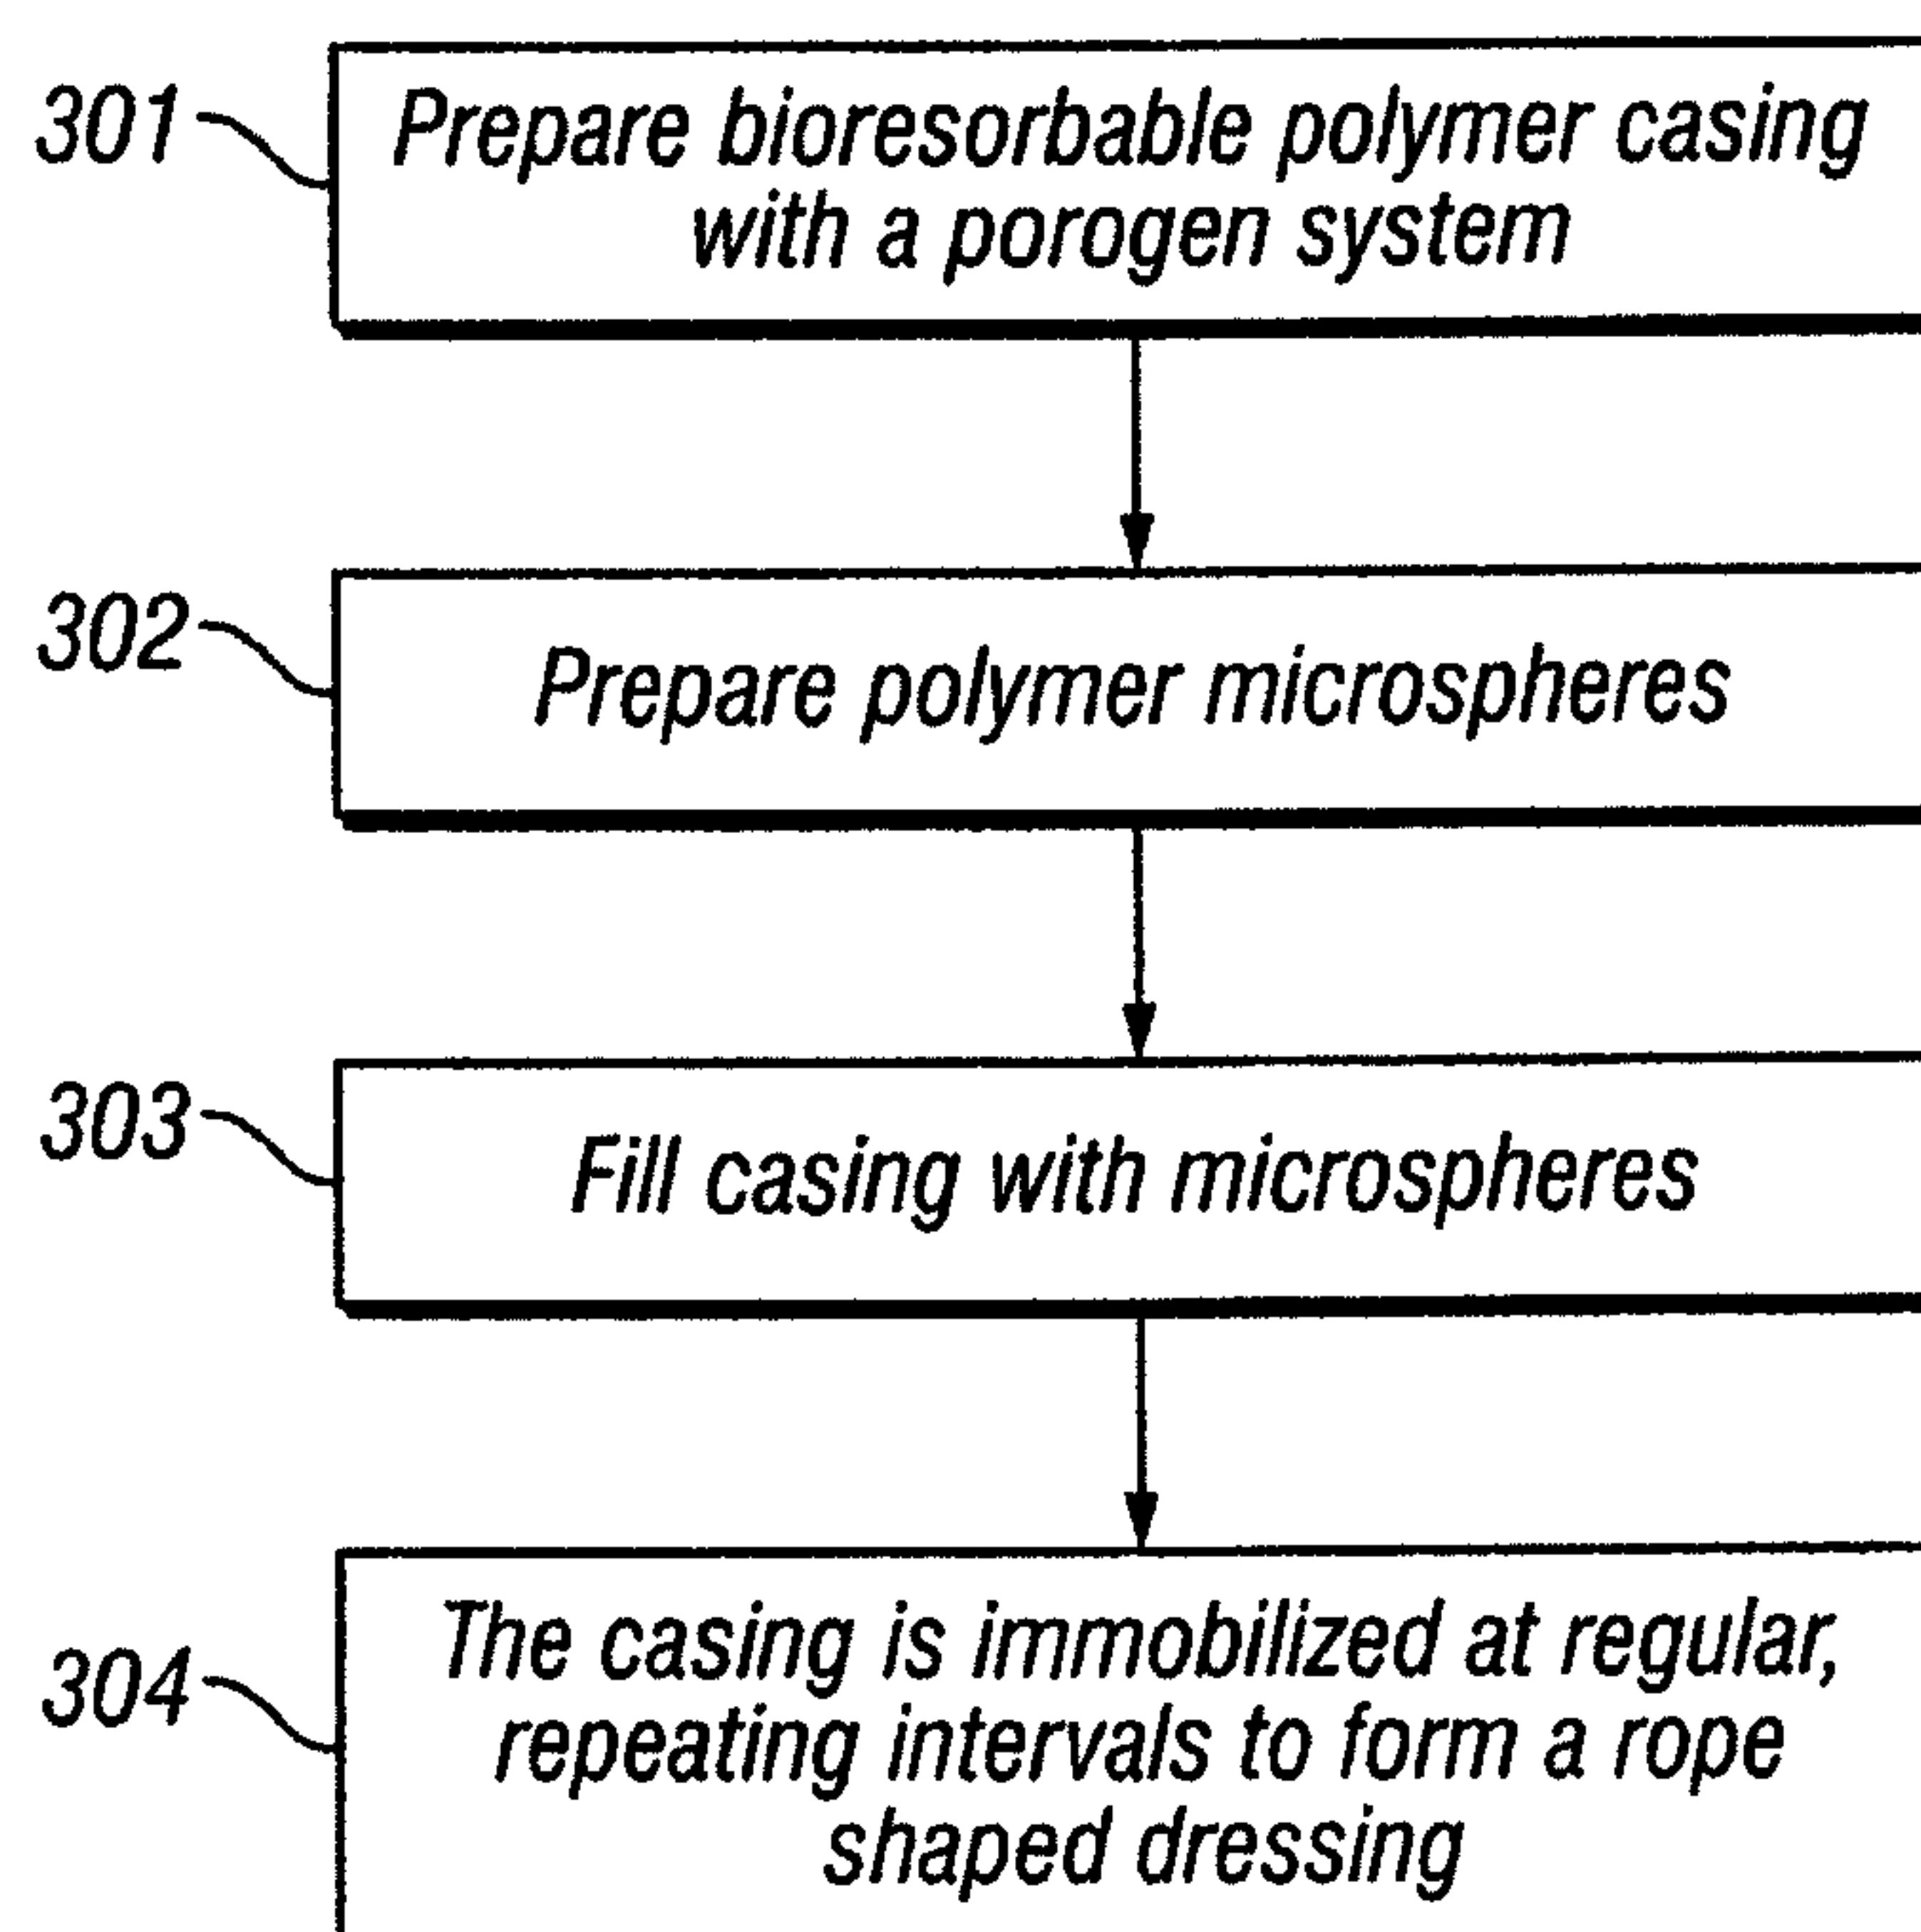 301
Prepare bioresorbable polymer casing
with a porogen system
302
Prepare polymer microspheres
303
Fill casing with microspheres
304
The casing is immobilized at regular,
repeating intervals to form a rope
shaped dressing